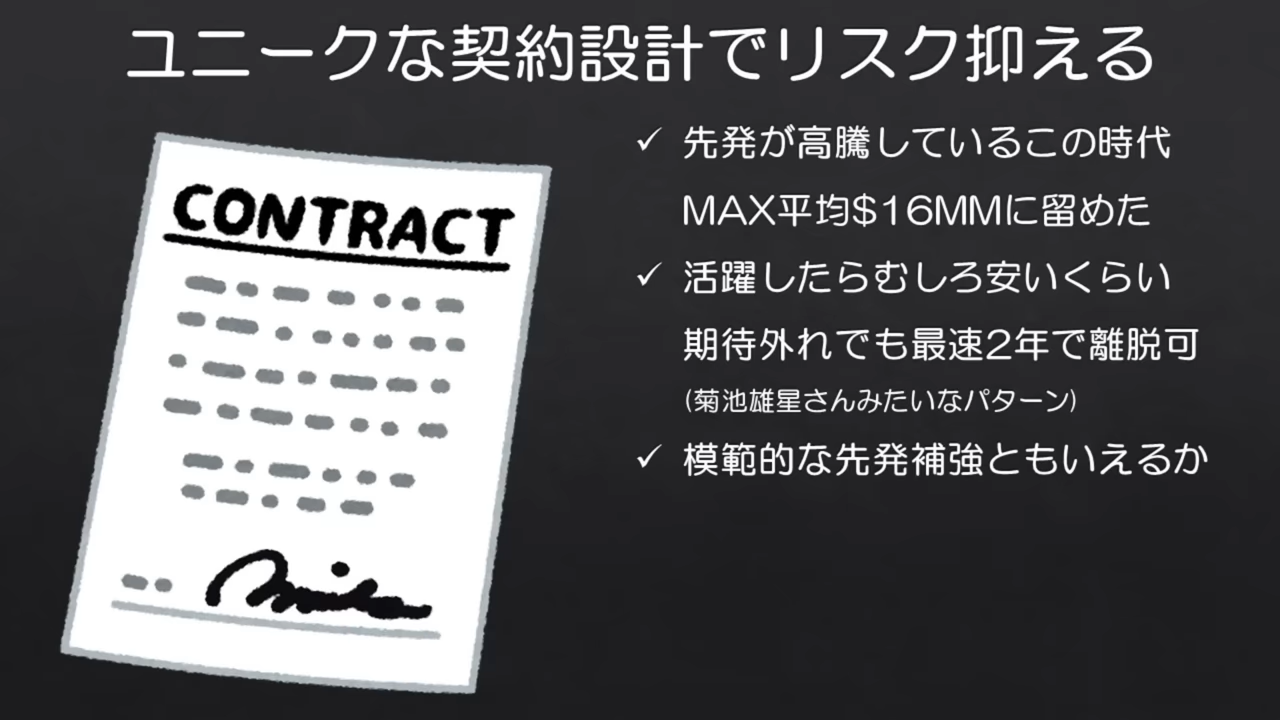 ユニークな契約設計でリスク抑える
CONTRACT
✓ 先発が高騰しているこの時代
MAX平均$16MMに留めた
✓ 活躍したらむしろ安いくらい
期待外れでも最速2年で離脱可
(菊池雄星さんみたいなパターン)
✓ 模範的な先発補強ともいえるか